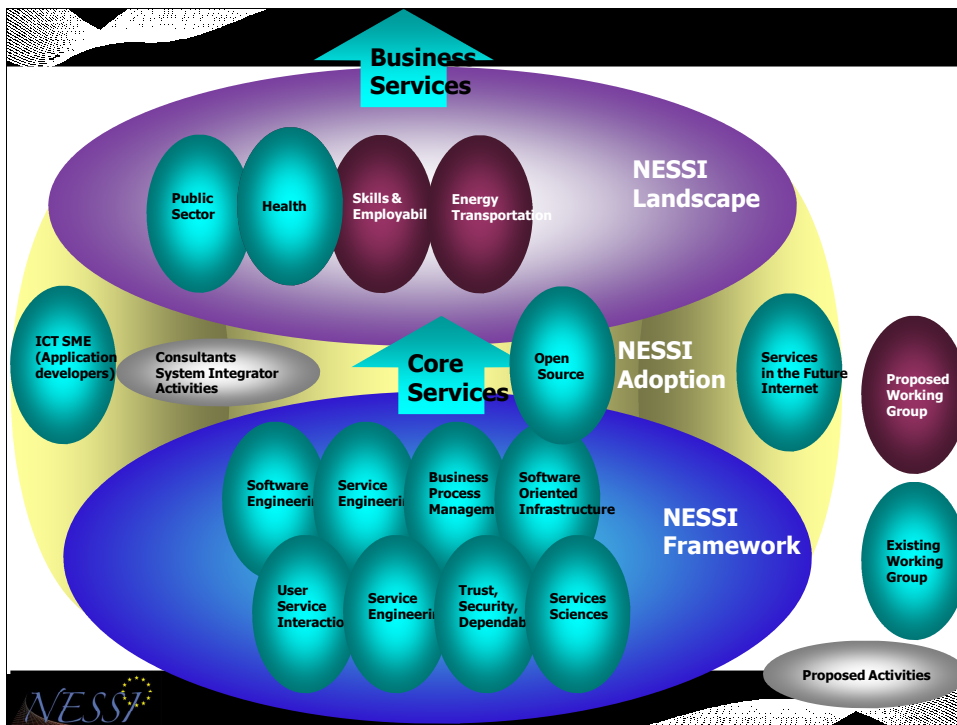 Business
Services
NESSI
Landscape
Public
Sector
Health
Skills &
Employabil
Energy
Transportation
ICT SME
(Application
developers)
Consultants
System Integrator
Activities
Core
Services
Open
Source
NESSI
Adoption
Services
in the Future
Internet
Proposed
Working
Group
Software
Engineerin
Service
Engineerin
Business
Process
Managem
Software
Oriented
Infrastructure
NESSI
Framework
Existing
Working
Group
User
Service
Interactio
Service
Engineerin
Trust,
Security,
Dependab
Services
Sciences
Proposed Activities
NESSI